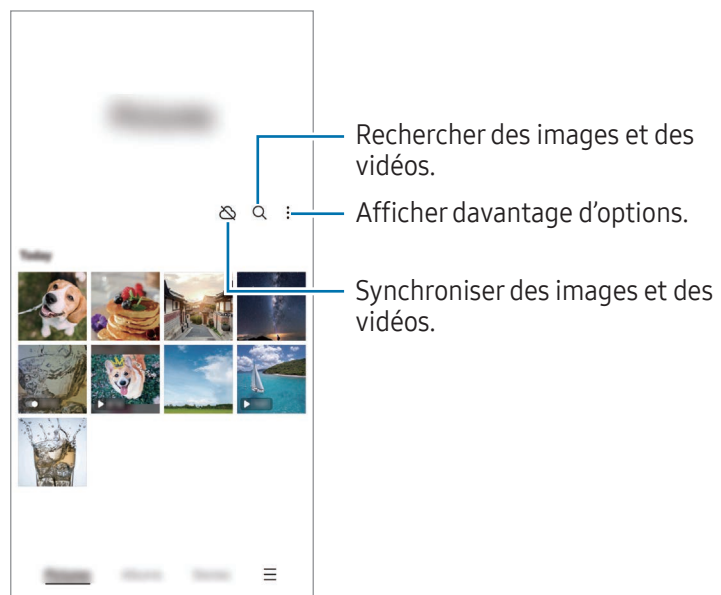 Rechercher des images et des
vidéos.
Afficher davantage d'options.
Today
Synchroniser des images et des
vidéos.